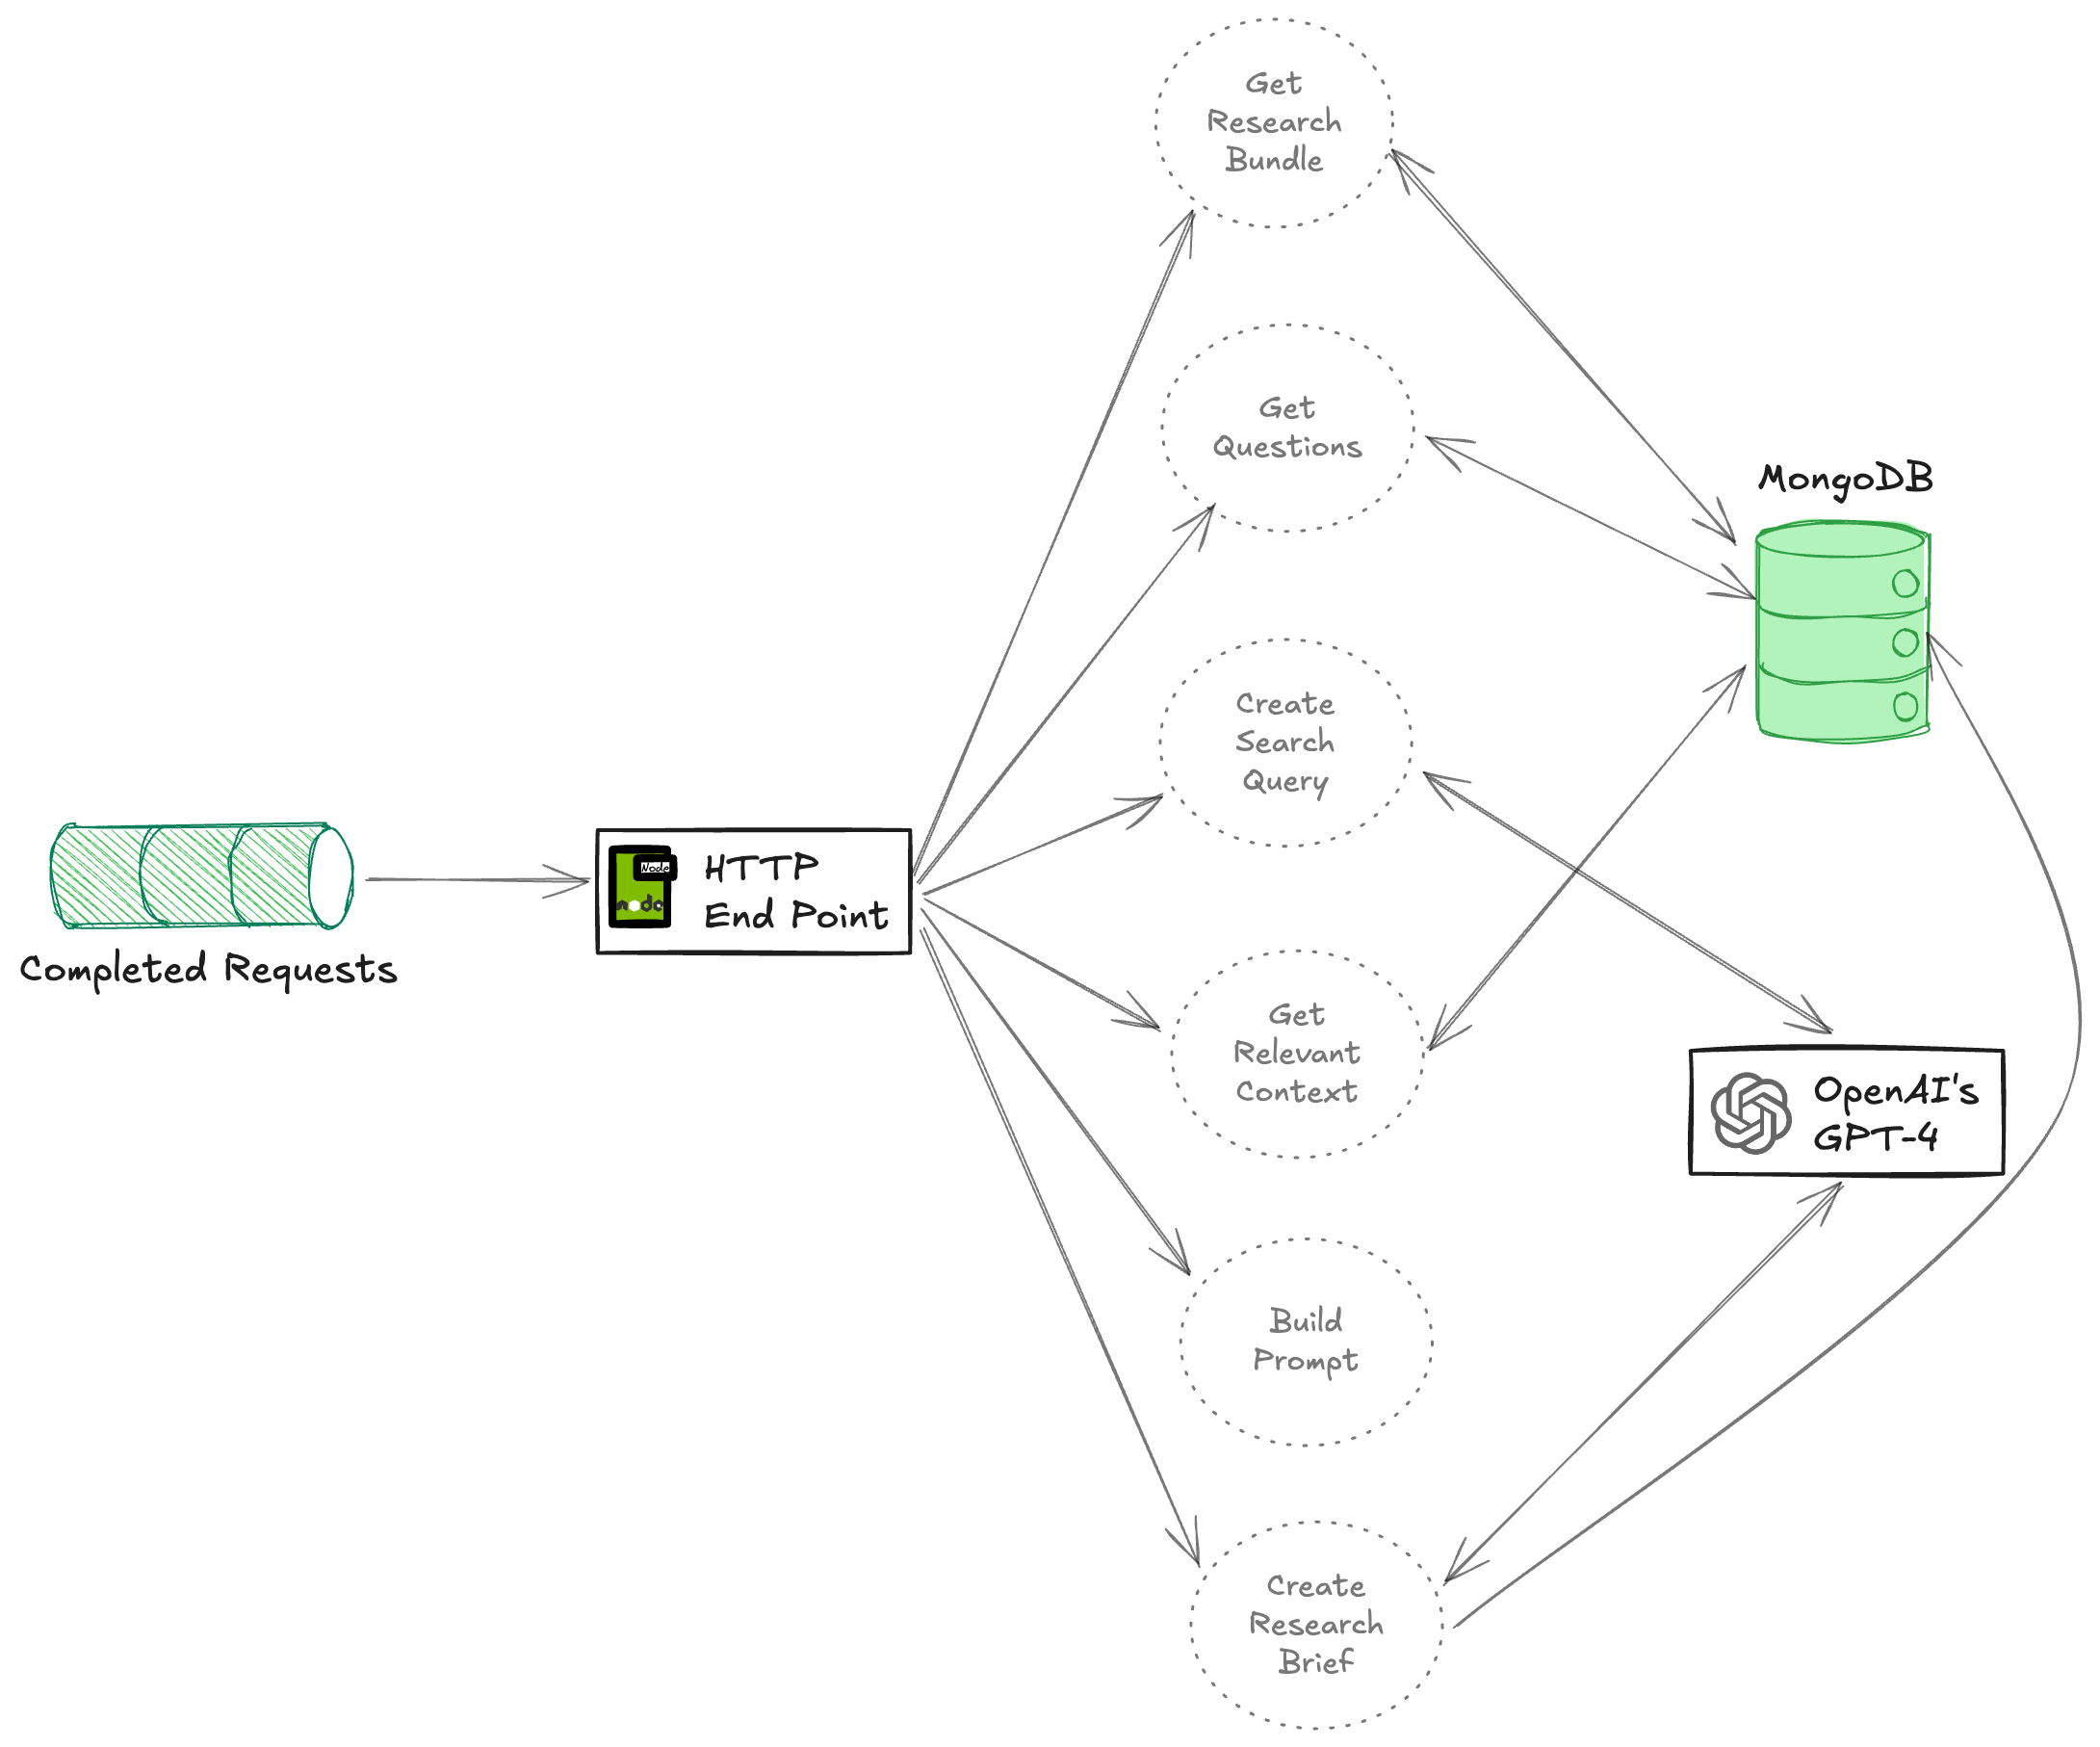 Get
Research
Bundle
Get
Questions
MongoDB
Create
Search
Query
Node
node
HTTP
End Point
Completed Requests
Get
Relevant
Context
OpenAI's
GPT-4
Build
Prompt
Create
Research
Brief